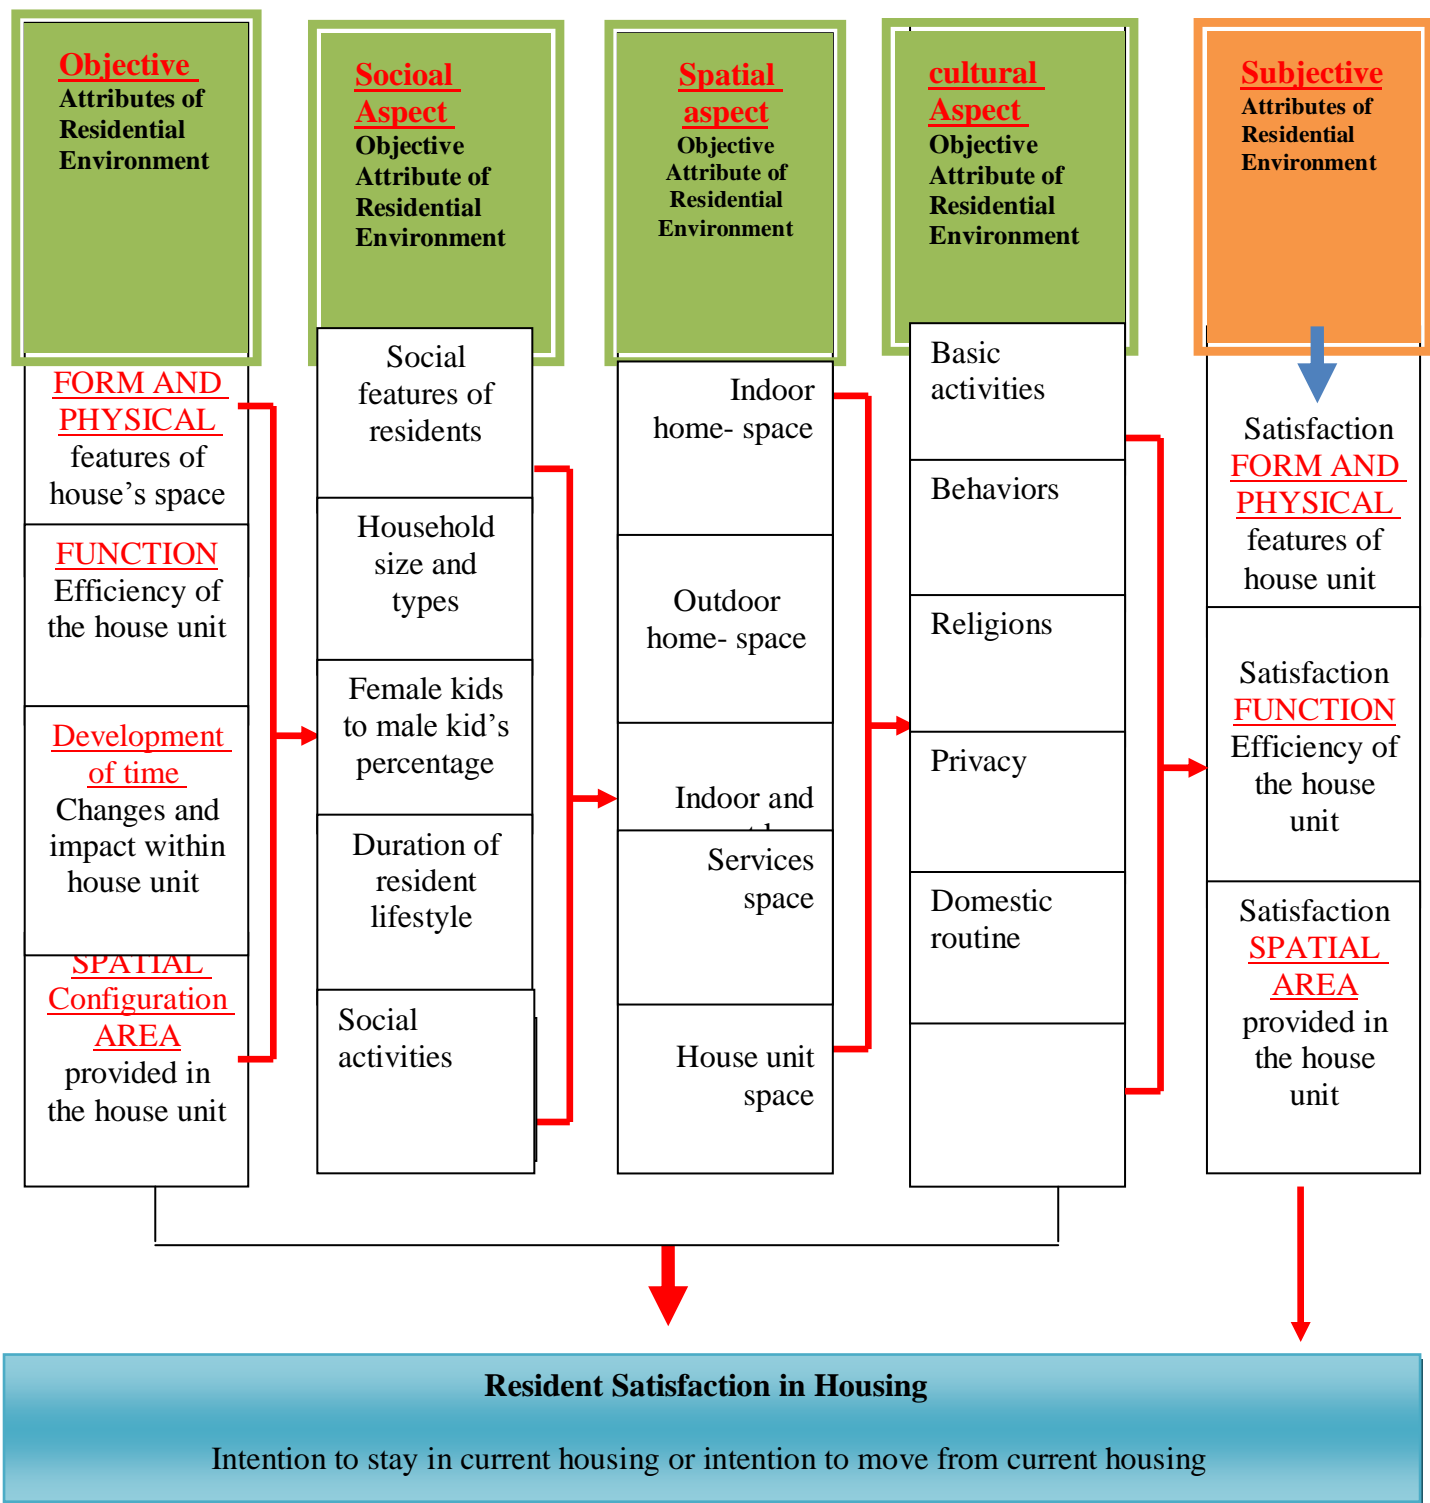 Objective
Attributes of
Residential
Environment
FORM AND
PHYSICAL
features of
house’s space
FUNCTION
Efficiency of
the house unit
Development
of time
Changes and
impact within
house unit
SPATIAL
Configuration
AREA
provided in
the house unit
Socioal
Aspect
Objective
Attribute of
Residential
Environment
Social
features of
residents
Household
size and
types
Female kids
to male kid’s
percentage
Duration of
resident
lifestyle
Social
activities
Spatial
aspect
Objective
Attribute of
Residential
Environment
Indoor
home- space
Outdoor
home- space
Indoor and
Services
space
House unit
space
cultural
Aspect
Objective
Attribute of
Residential
Environment
Basic
activities
Behaviors
Religions
Privacy
Domestic
routine
Subjective
Attributes of
Residential
Environment
Satisfaction
FORM AND
PHYSICAL
features of
house unit
Satisfaction
FUNCTION
Efficiency of
the house
unit
Satisfaction
SPATIAL
AREA
provided in
the house
unit
Resident Satisfaction in Housing
Intention to stay in current housing or intention to move from current housing